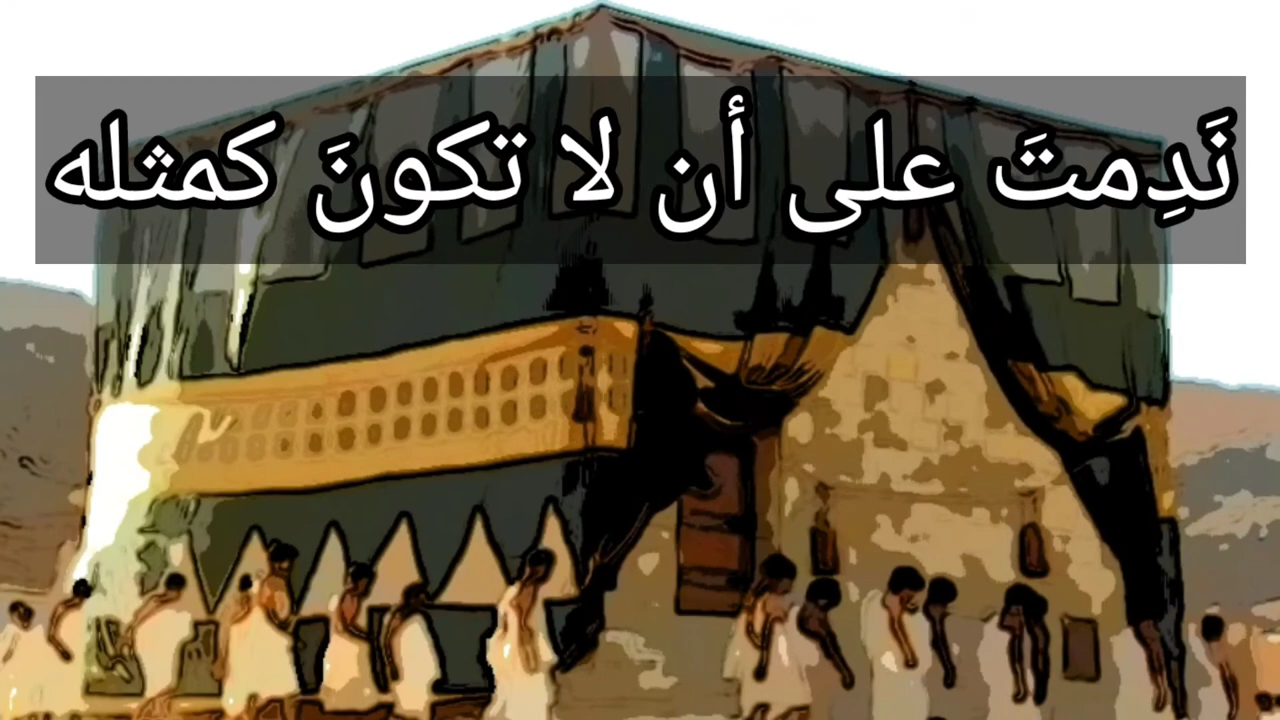 نَدِمتَ على أن لا تكونَ كمثله